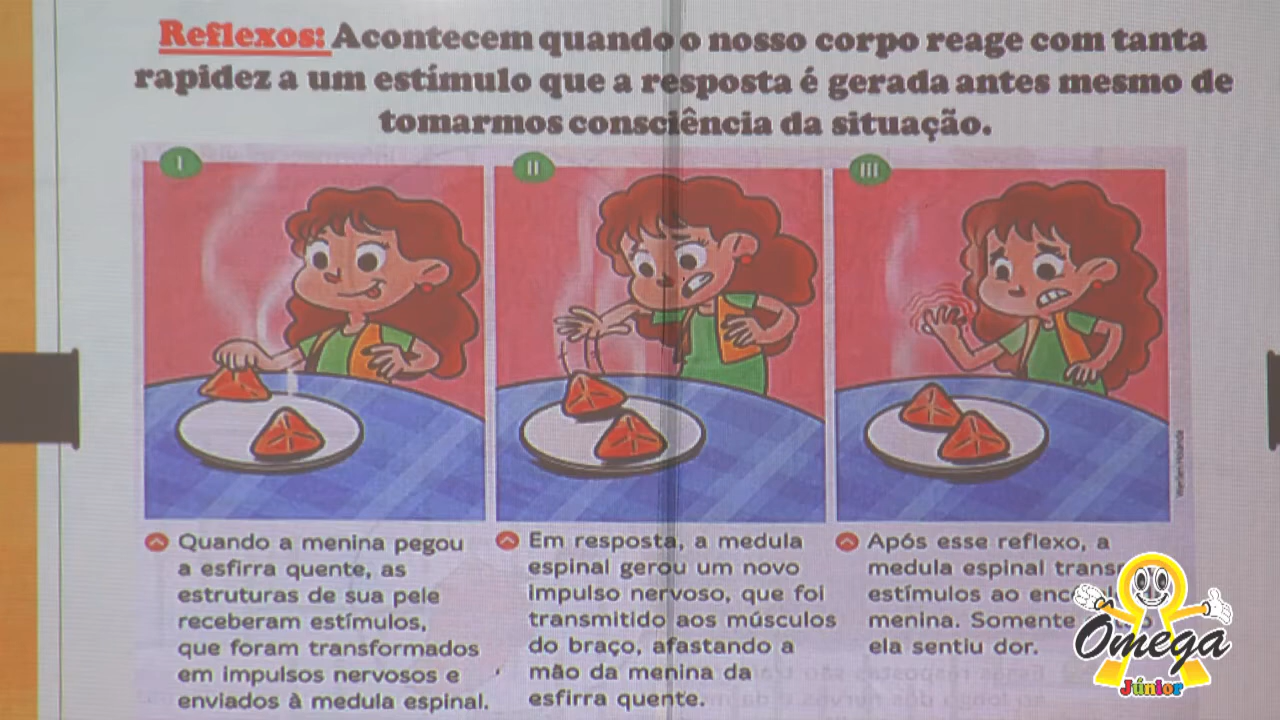 Reflexos: Acontecem quando o nosso corpo reage com tanta
rapidez a um estímulo que a resposta é gerada antes mesmo de
tomarmos consciência da situação.
I
II
III
Quando a menina pegou
a esfirra quente, as
estruturas de sua pele
receberam estímulos,
que foram transformados
em impulsos nervosos e
enviados à medula espinal.
Em resposta, a medula
espinal gerou um novo
impulso nervoso, que foi
transmitido aos músculos
do braço, afastando a
mão da menina da
esfirra quente.
Após esse reflexo, a
medula espinal
estímulos ao
menina. Somente
ela sentiu dor.
Ômega
Júnior